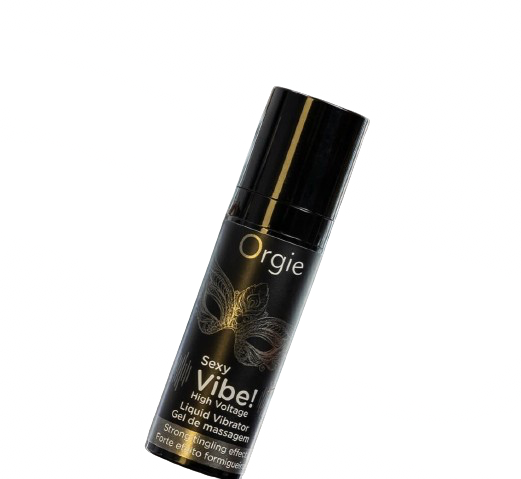 Orgie
Sexy
Vibe!
High Voltage
Liquid Vibrator
Gel de massagem
Strong tingling effect
Forte efeito